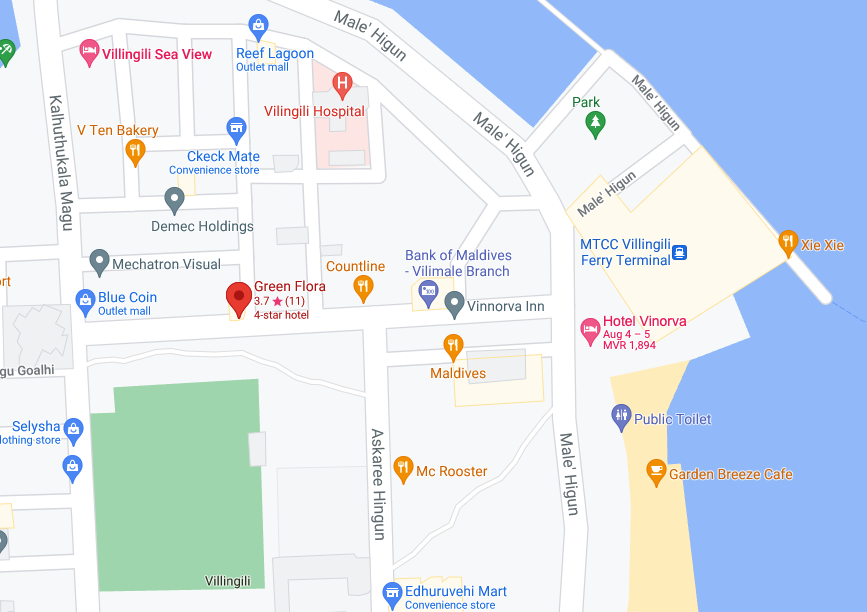 Male' Higun
Villingili Sea View
Reef Lagoon
Outlet mall
H
Vilingili Hospital
Park
Male' Higun
Kalhuthukala Magu
V Ten Bakery
Ckeck Mate
Convenience store
Male' Higun
Male' Higun
Demec Holdings
MTCC Villingili
Ferry Terminal
Xie Xie
Mechatron Visual
Countline
Bank of Maldives
- Vilimale Branch
ort
Blue Coin
Outlet mall
Green Flora
3.7 ★ (11)
4-star hotel
Vinnorva Inn
Hotel Vinorva
Aug 4 – 5
MVR 1,894
gu Goalhi
Maldives
Selysha
lothing store
Public Toilet
Askaree Hingun
Male' Higun
Mc Rooster
Garden Breeze Cafe
Villingili
Edhuruvehi Mart
Convenience store